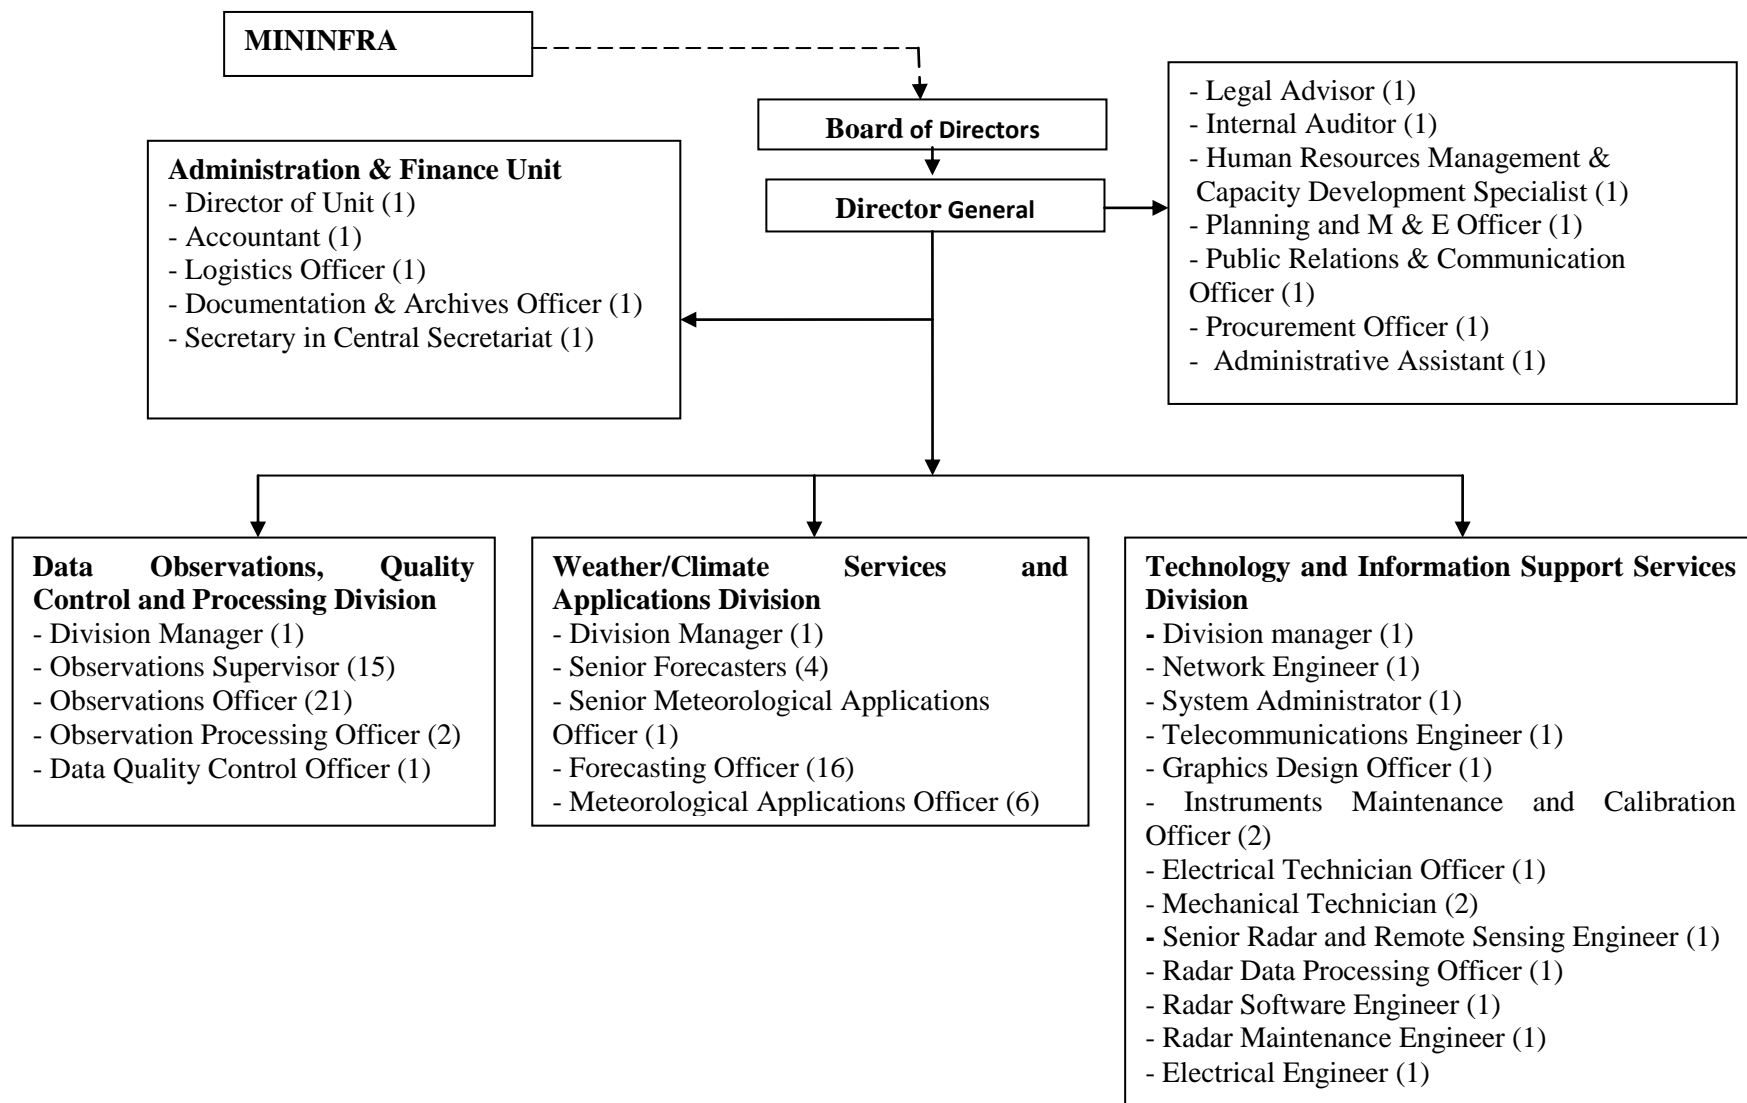 MININFRA
Board of Directors
Director General
- Legal Advisor (1)
- Internal Auditor (1)
- Human Resources Management &
Capacity Development Specialist (1)
- Planning and M & E Officer (1)
- Public Relations & Communication
Officer (1)
- Procurement Officer (1)
- Administrative Assistant (1)
Administration & Finance Unit
- Director of Unit (1)
- Accountant (1)
- Logistics Officer (1)
- Documentation & Archives Officer (1)
- Secretary in Central Secretariat (1)
Data Observations, Quality
Control and Processing Division
- Division Manager (1)
- Observations Supervisor (15)
- Observations Officer (21)
- Observation Processing Officer (2)
- Data Quality Control Officer (1)
Weather/Climate Services and
Applications Division
- Division Manager (1)
- Senior Forecasters (4)
- Senior Meteorological Applications
Officer (1)
- Forecasting Officer (16)
- Meteorological Applications Officer (6)
Technology and Information Support Services
Division
- Division manager (1)
- Network Engineer (1)
- System Administrator (1)
- Telecommunications Engineer (1)
- Graphics Design Officer (1)
- Instruments Maintenance and Calibration
Officer (2)
- Electrical Technician Officer (1)
- Mechanical Technician (2)
- Senior Radar and Remote Sensing Engineer (1)
- Radar Data Processing Officer (1)
- Radar Software Engineer (1)
- Radar Maintenance Engineer (1)
- Electrical Engineer (1)